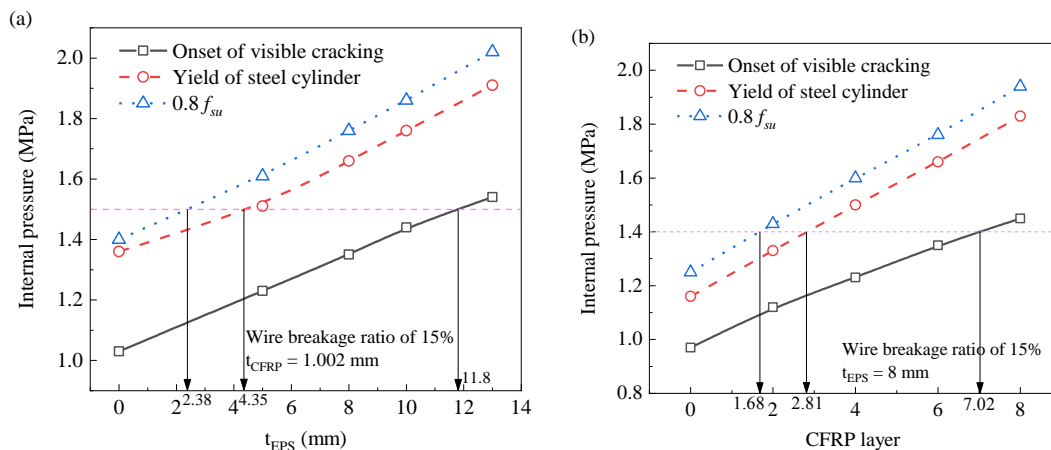 (a)
Onset of visible cracking
Yield of steel cylinder
0.8 f_su
2.0
1.8
1.6
1.4
1.2
1.0
Internal pressure (MPa)
Wire breakage ratio of 15%
t_CFRP = 1.002 mm
2.38
4.35
11.8
0 2 4 6 8 10 12 14
t_EPS (mm)
(b)
Onset of visible cracking
Yield of steel cylinder
0.8 f_su
2.0
1.8
1.6
1.4
1.2
1.0
0.8
Internal pressure (MPa)
Wire breakage ratio of 15%
t_EPS = 8 mm
1.68
2.81
7.02
0 2 4 6 8
CFRP layer